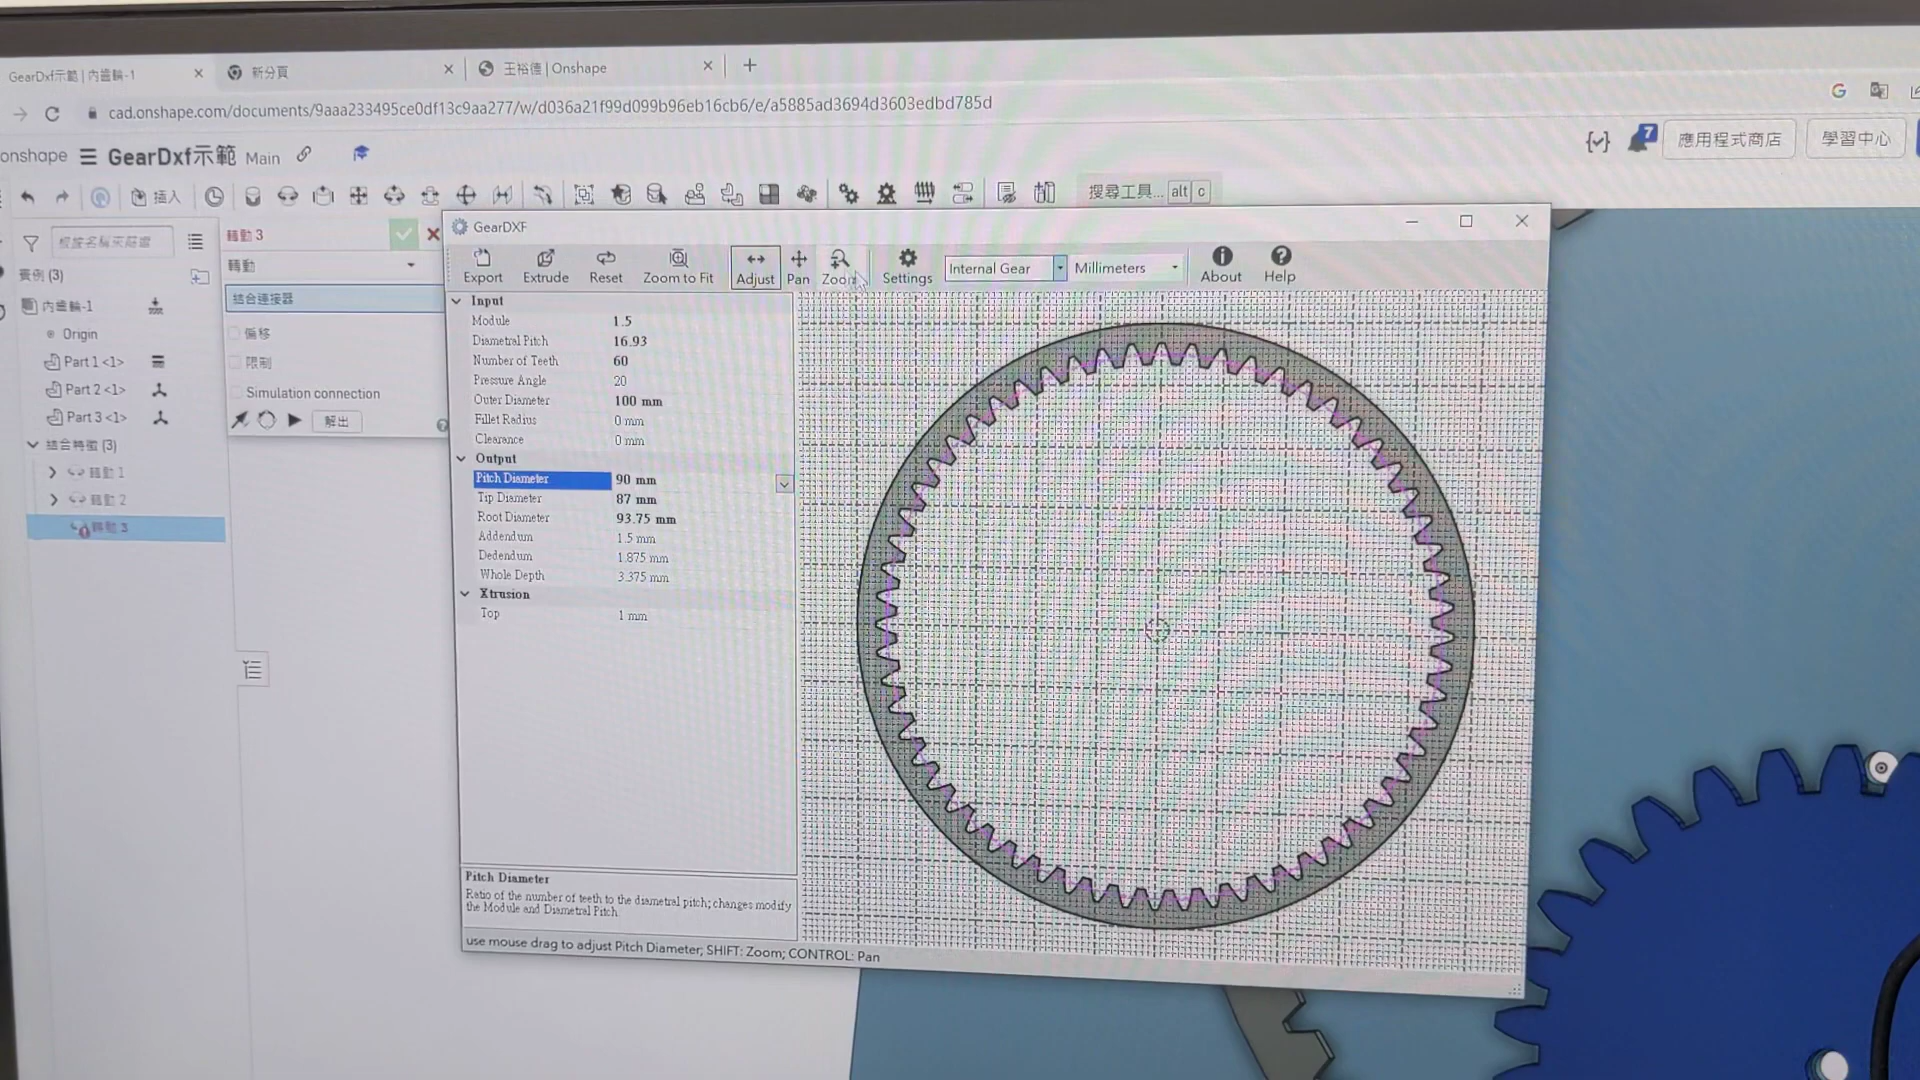 GearDxf示範 | 內齒輪-1
新分頁
王裕德 | Onshape
cad.onshape.com/documents/9aaa233495ce0df13c9aa277/w/d036a21f99d099b96eb16cb6/e/a5885ad3694d3603edbd785d
onshape GearDxf示範 Main
7 應用程式商店 學習中心
插入 搜尋工具... alt c
實例 (3)
內齒輪-1
Origin
Part 1 <1>
Part 2 <1>
Part 3 <1>
結合特徵 (3)
轉動 1
轉動 2
轉動 3
轉動 3
轉動
結合連接器
偏移
限制
Simulation connection
解出
GearDXF
Export Extrude Reset Zoom to Fit Adjust Pan Zoom Settings Internal Gear Millimeters About Help
Input
Module 1.5
Diametral Pitch 16.93
Number of Teeth 60
Pressure Angle 20
Outer Diameter 100 mm
Fillet Radius 0 mm
Clearance 0 mm
Output
Pitch Diameter 90 mm
Tip Diameter 87 mm
Root Diameter 93.75 mm
Addendum 1.5 mm
Dedendum 1.875 mm
Whole Depth 3.375 mm
Xtrusion
Top 1 mm
Pitch Diameter
Ratio of the number of teeth to the diametral pitch; changes modify
the Module and Diametral Pitch
use mouse drag to adjust Pitch Diameter; SHIFT: Zoom; CONTROL: Pan